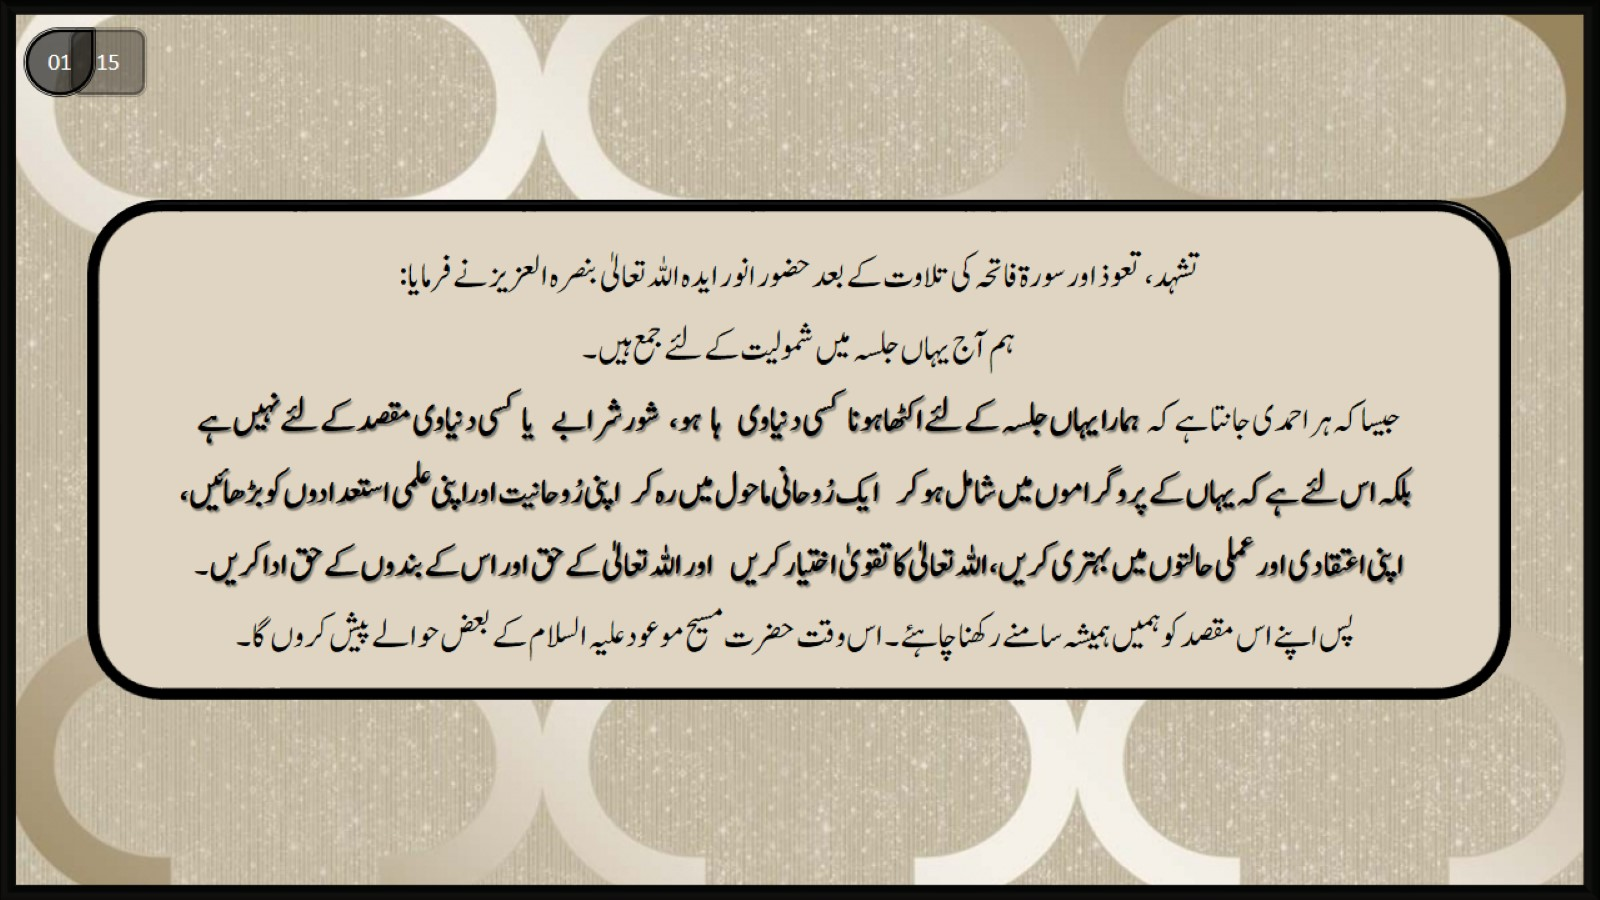 01 15
تشہد، تعوذ اور سورۃ فاتحہ کی تلاوت کے بعد حضور انور ایدہ اللہ تعالیٰ بنصرہ العزیز نے فرمایا:
ہم آج یہاں جلسہ میں شمولیت کے لئے جمع ہیں۔
جیسا کہ ہر احمدی جانتا ہے کہ ہمارا یہاں جلسہ کے لئے اکٹھا ہونا کسی دنیاوی ہا ہو، شور شرابے یا کسی دنیاوی مقصد کے لئے نہیں ہے
بلکہ اس لئے ہے کہ یہاں کے پروگراموں میں شامل ہو کر ایک رُوحانی ماحول میں رہ کر اپنی رُوحانیت اور اپنی علمی استعدادوں کو بڑھائیں،
اپنی اعتقادی اور عملی حالتوں میں بہتری کریں، اللہ تعالیٰ کا تقویٰ اختیار کریں اور اللہ تعالیٰ کے حق اور اس کے بندوں کے حق ادا کریں۔
پس اپنے اس مقصد کو ہمیں ہمیشہ سامنے رکھنا چاہئے۔ اس وقت حضرت مسیح موعود علیہ السلام کے بعض حوالے پیش کروں گا۔